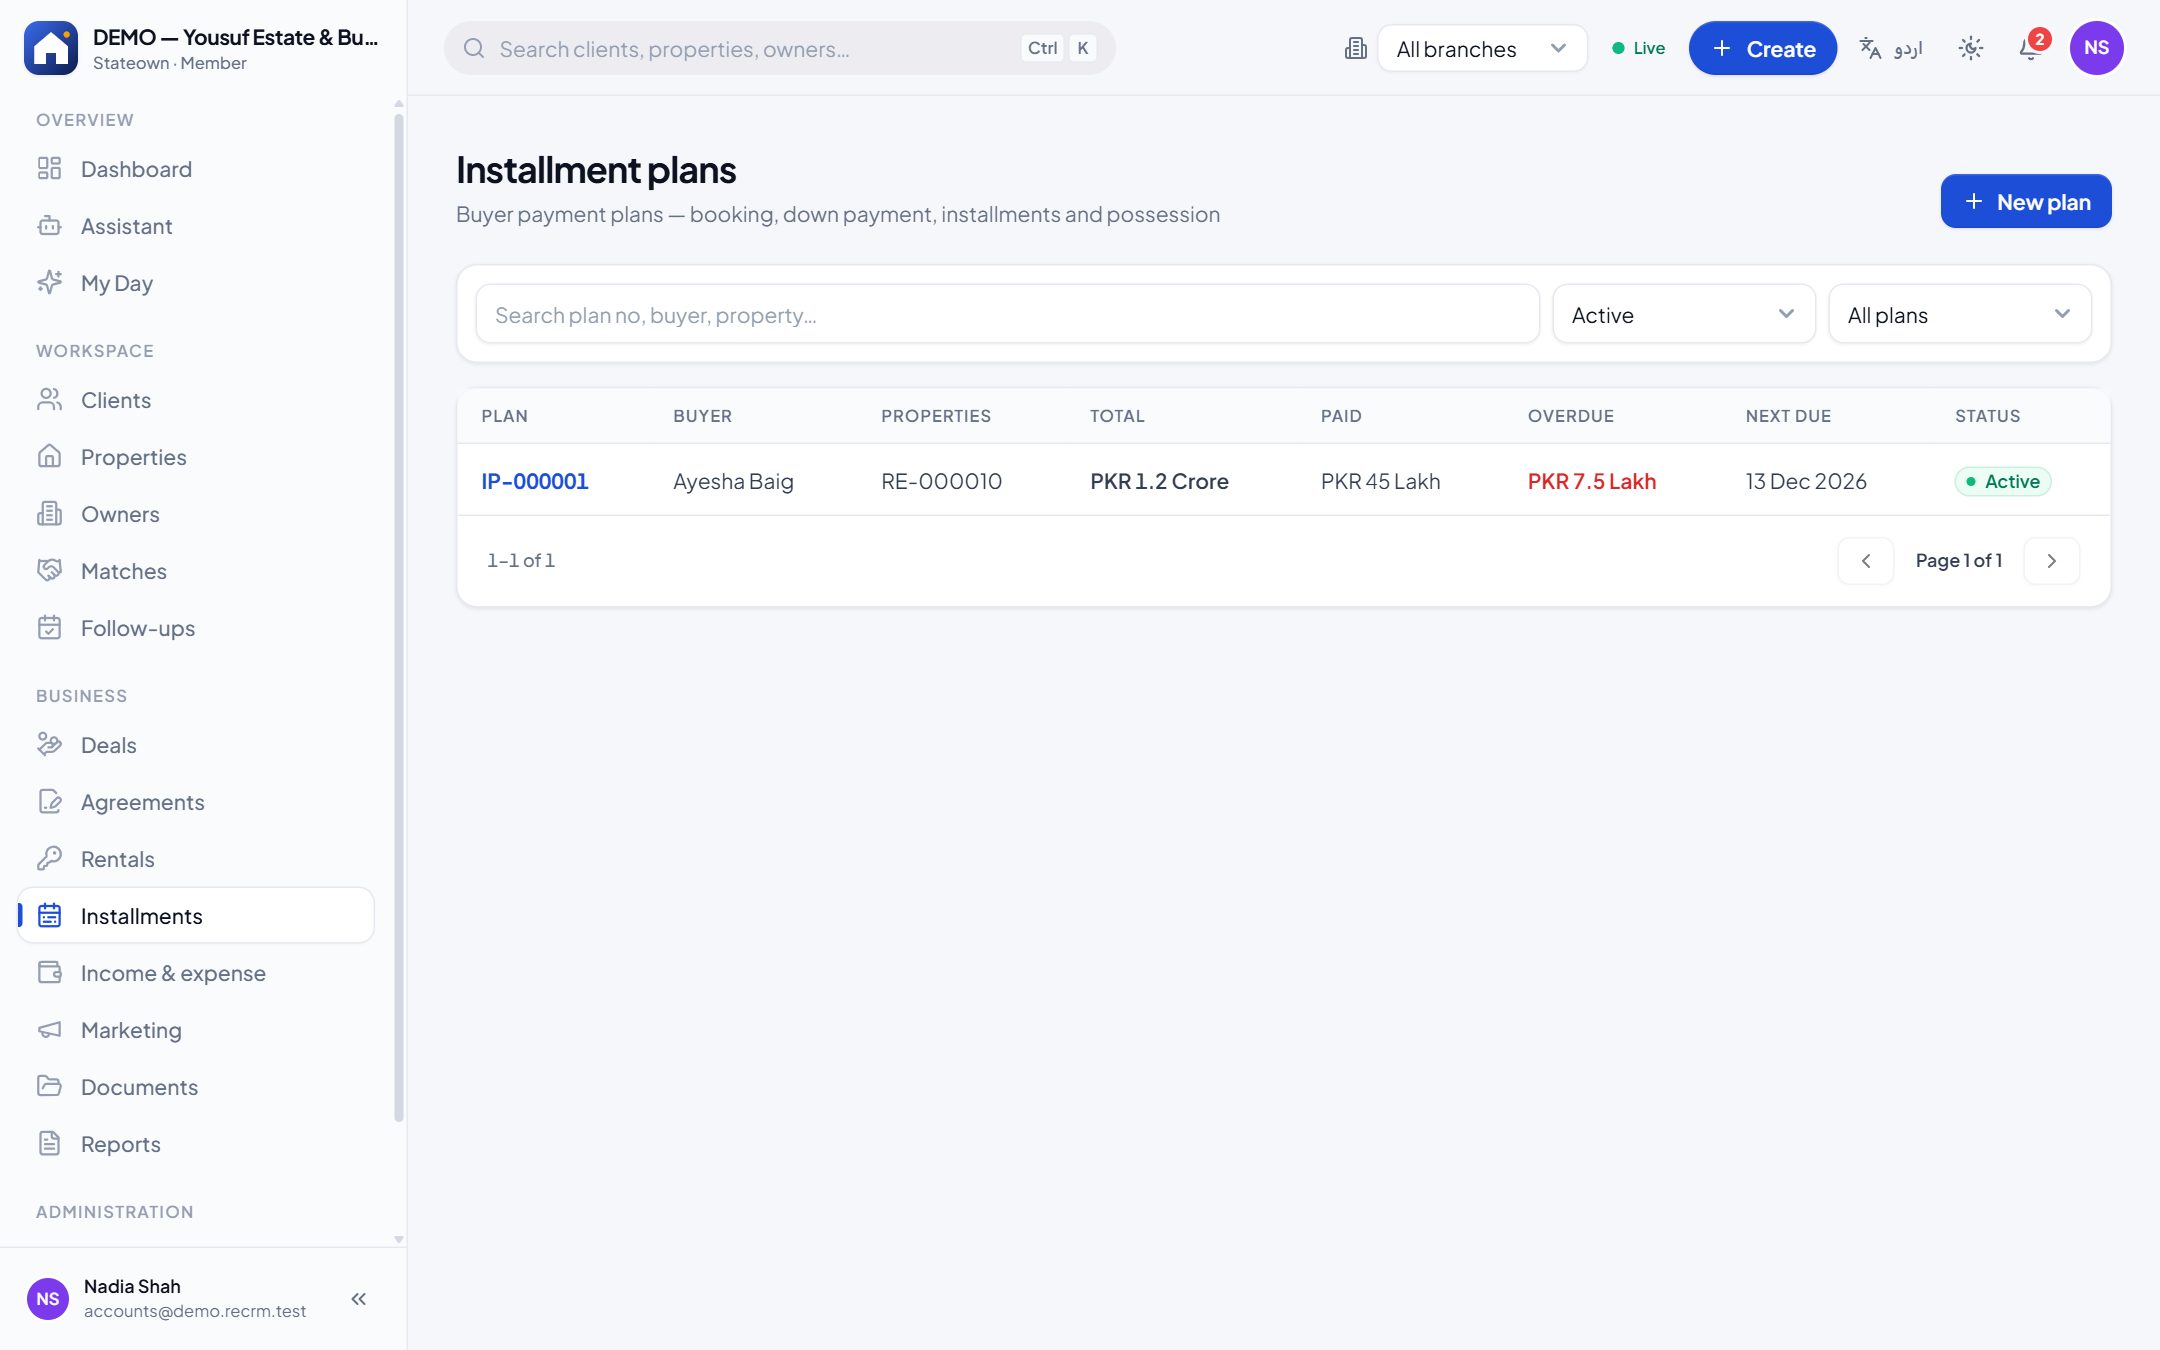 DEMO — Yousuf Estate & Bu...
Stateown · Member
OVERVIEW
Dashboard
Assistant
My Day
WORKSPACE
Clients
Properties
Owners
Matches
Follow-ups
BUSINESS
Deals
Agreements
Rentals
Installments
Income & expense
Marketing
Documents
Reports
ADMINISTRATION
NS
Nadia Shah
accounts@demo.recrm.test
Search clients, properties, owners... Ctrl K
All branches
Live
Create
اردو
2
NS
Installment plans
Buyer payment plans — booking, down payment, installments and possession
New plan
Search plan no, buyer, property...
Active
All plans
PLAN BUYER PROPERTIES TOTAL PAID OVERDUE NEXT DUE STATUS
IP-000001 Ayesha Baig RE-000010 PKR 1.2 Crore PKR 45 Lakh PKR 7.5 Lakh 13 Dec 2026 Active
1–1 of 1
Page 1 of 1